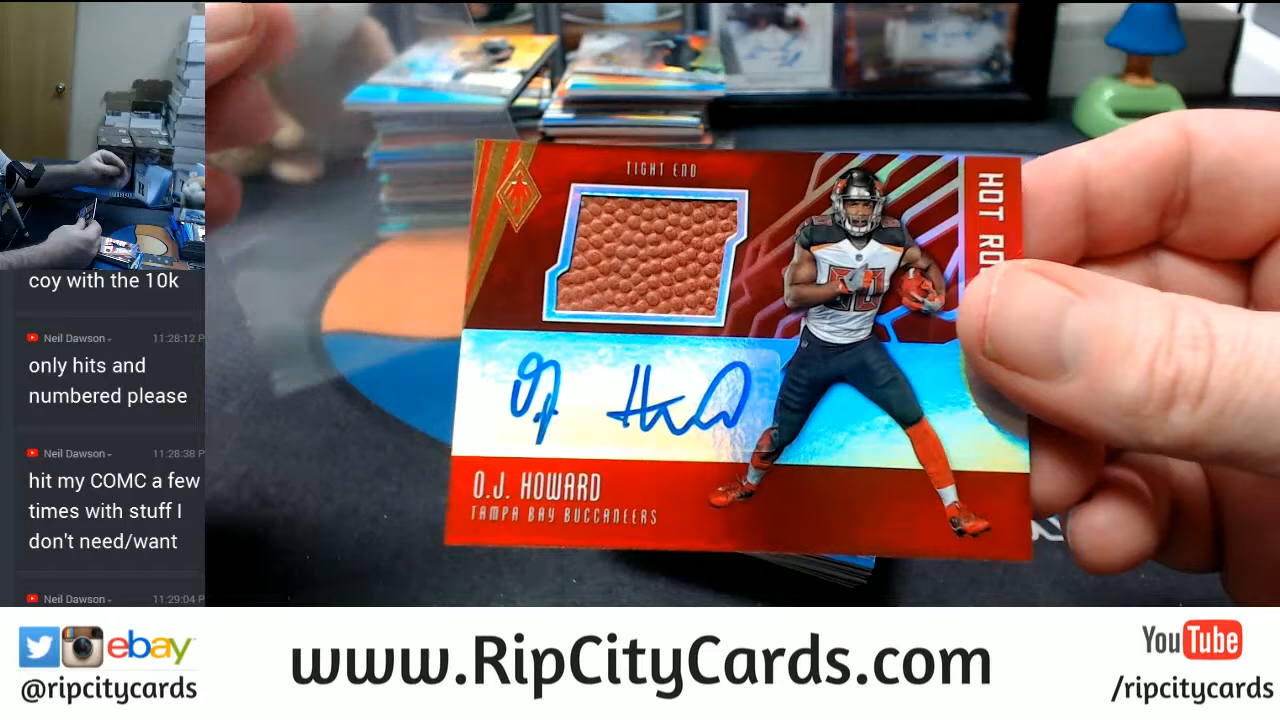 coy with the 10k
Neil Dawson 11:28:12 P
only hits and
numbered please
Neil Dawson 11:28:38 P
hit my COMC a few
times with stuff I
don't need/want
Neil Dawson 11:29:04 P
TIGHT END
HOT RO
OJ Howard
O.J. HOWARD
TAMPA BAY BUCCANEERS
ebay
@ripcitycards
www.RipCityCards.com
YouTube
/ripcitycards